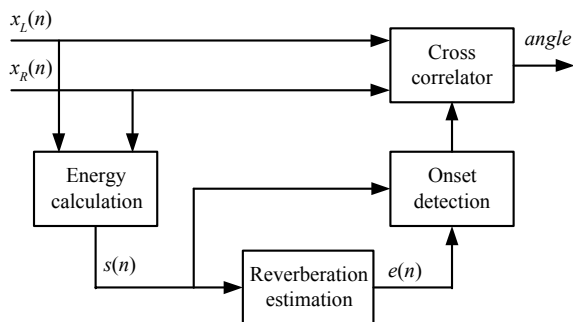 x_L(n)
x_R(n)
Cross
correlator
angle
Energy
calculation
Onset
detection
s(n)
Reverberation
estimation
e(n)